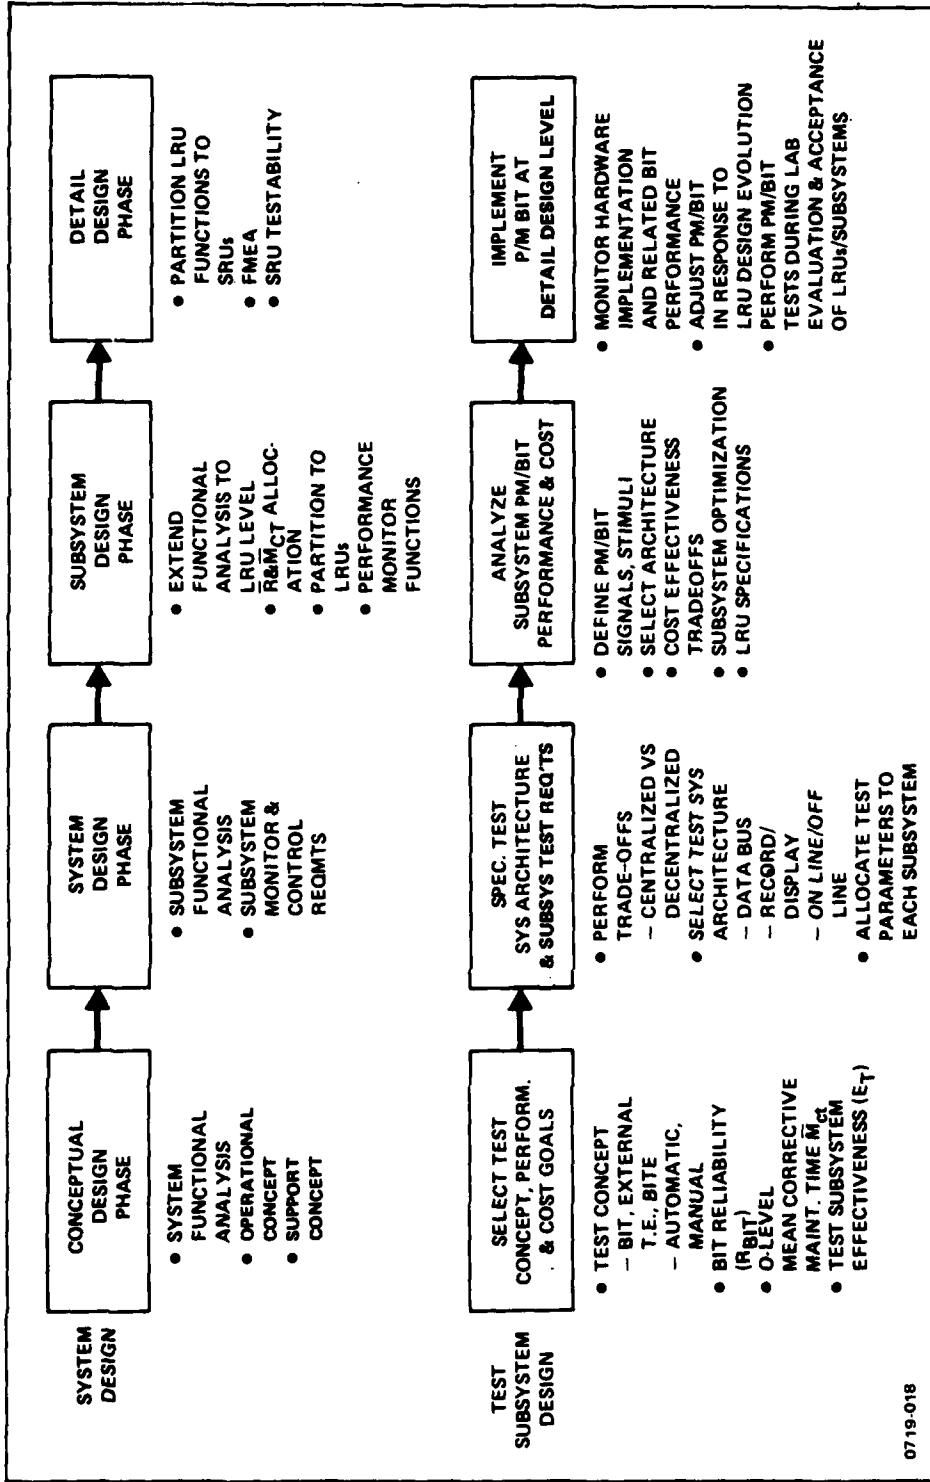 SYSTEM
DESIGN
CONCEPTUAL
DESIGN
PHASE
● SYSTEM
FUNCTIONAL
ANALYSIS
● OPERATIONAL
CONCEPT
● SUPPORT
CONCEPT
SYSTEM
DESIGN
PHASE
● SUBSYSTEM
FUNCTIONAL
ANALYSIS
● SUBSYSTEM
MONITOR &
CONTROL
REQMTS
SUBSYSTEM
DESIGN
PHASE
● EXTEND
FUNCTIONAL
ANALYSIS TO
LRU LEVEL
● R̄&M̄CT ALLOC-
ATION
● PARTITION TO
LRUs
● PERFORMANCE
MONITOR
FUNCTIONS
DETAIL
DESIGN
PHASE
● PARTITION LRU
FUNCTIONS TO
SRUs
● FMEA
● SRU TESTABILITY
TEST
SUBSYSTEM
DESIGN
SELECT TEST
CONCEPT, PERFORM.
& COST GOALS
● TEST CONCEPT
– BIT, EXTERNAL
T.E., BITE
– AUTOMATIC,
MANUAL
● BIT RELIABILITY
(RBIT)
● O-LEVEL
MEAN CORRECTIVE
MAINT. TIME M̄ct
● TEST SUBSYSTEM
EFFECTIVENESS (ET)
SPEC. TEST
SYS ARCHITECTURE
& SUBSYS TEST REQ'TS
● PERFORM
TRADE-OFFS
– CENTRALIZED VS
DECENTRALIZED
● SELECT TEST SYS
ARCHITECTURE
– DATA BUS
– RECORD/
DISPLAY
– ON LINE/OFF
LINE
● ALLOCATE TEST
PARAMETERS TO
EACH SUBSYSTEM
ANALYZE
SUBSYSTEM PM/BIT
PERFORMANCE & COST
● DEFINE PM/BIT
SIGNALS, STIMULI
● SELECT ARCHITECTURE
● COST EFFECTIVENESS
TRADEOFFS
● SUBSYSTEM OPTIMIZATION
● LRU SPECIFICATIONS
IMPLEMENT
P/M BIT AT
DETAIL DESIGN LEVEL
● MONITOR HARDWARE
IMPLEMENTATION
AND RELATED BIT
PERFORMANCE
● ADJUST PM/BIT
IN RESPONSE TO
LRU DESIGN EVOLUTION
● PERFORM PM/BIT
TESTS DURING LAB
EVALUATION & ACCEPTANCE
OF LRUs/SUBSYSTEMS
0719-018